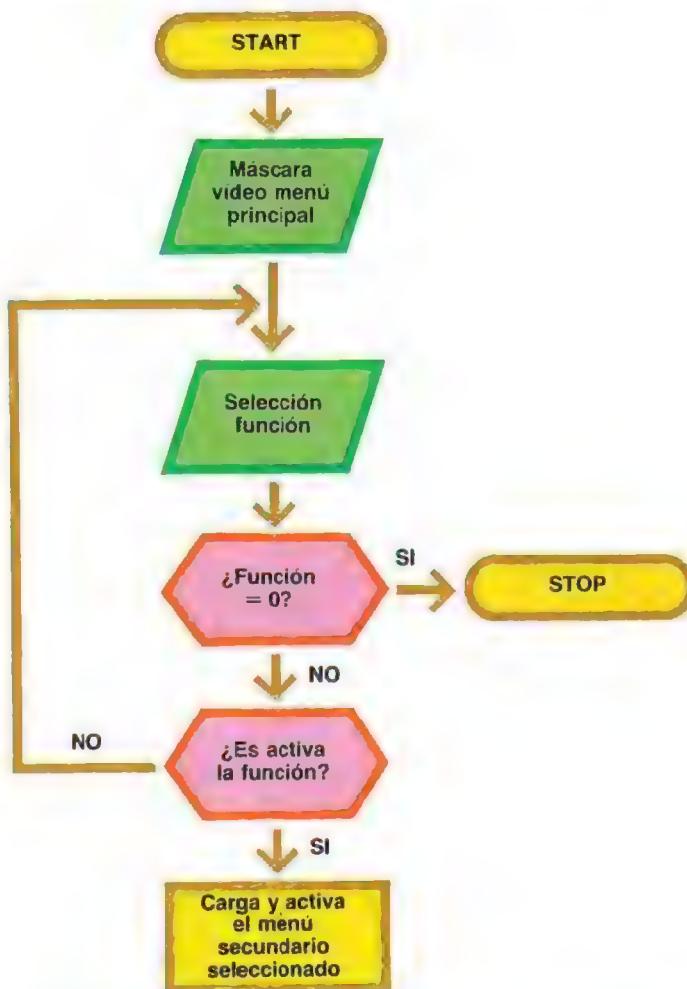 START
Máscara
vídeo menú
principal
Selección
función
¿Función
= 0?
SI
STOP
NO
¿Es activa
la función?
NO
SI
Carga y activa
el menú
secundario
seleccionado